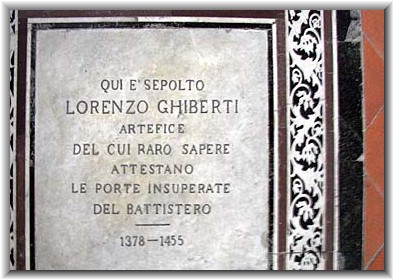 QUI E' SEPOLTO
LORENZO GHIBERTI
ARTEFICE
DEL CUI RARO SAPERE
ATTESTANO
LE PORTE INSUPERATE
DEL BATTISTERO
1378—1455